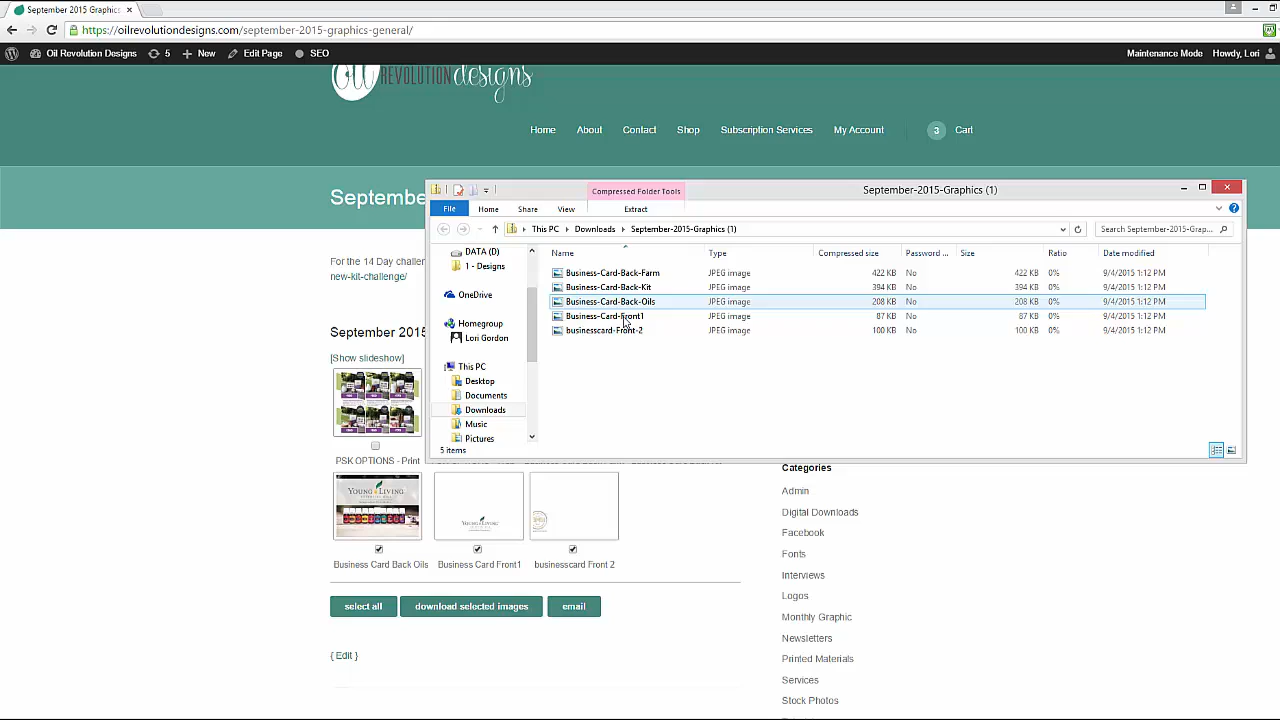 September 2015 Graphics
https://oilrevolutiondesigns.com/september-2015-graphics-general/
Oil Revolution Designs 5 New Edit Page SEO Maintenance Mode Howdy, Lori
Oil REVOLUTION designs
Home About Contact Shop Subscription Services My Account 3 Cart
September
Compressed Folder Tools
September-2015-Graphics (1)
File Home Share View Extract
This PC Downloads September-2015-Graphics (1) Search September-2015-Grap...
Name Type Compressed size Password ... Size Ratio Date modified
Business-Card-Back-Farm JPEG image 422 KB No 422 KB 0% 9/4/2015 1:12 PM
Business-Card-Back-Kit JPEG image 394 KB No 394 KB 0% 9/4/2015 1:12 PM
Business-Card-Back-Oils JPEG image 208 KB No 208 KB 0% 9/4/2015 1:12 PM
Business-Card-Front1 JPEG image 87 KB No 87 KB 0% 9/4/2015 1:12 PM
businesscard-Front-2 JPEG image 100 KB No 100 KB 0% 9/4/2015 1:12 PM
DATA (D)
1 - Designs
OneDrive
Homegroup
Lori Gordon
This PC
Desktop
Documents
Downloads
Music
Pictures
5 items
For the 14 Day challen
new-kit-challenge/
September 2015
[Show slideshow]
PSK OPTIONS - Print
YOUNG LIVING
YOUNG LIVING
Business Card Back Oils Business Card Front1 businesscard Front 2
select all download selected images email
{ Edit }
Categories
Admin
Digital Downloads
Facebook
Fonts
Interviews
Logos
Monthly Graphic
Newsletters
Printed Materials
Services
Stock Photos